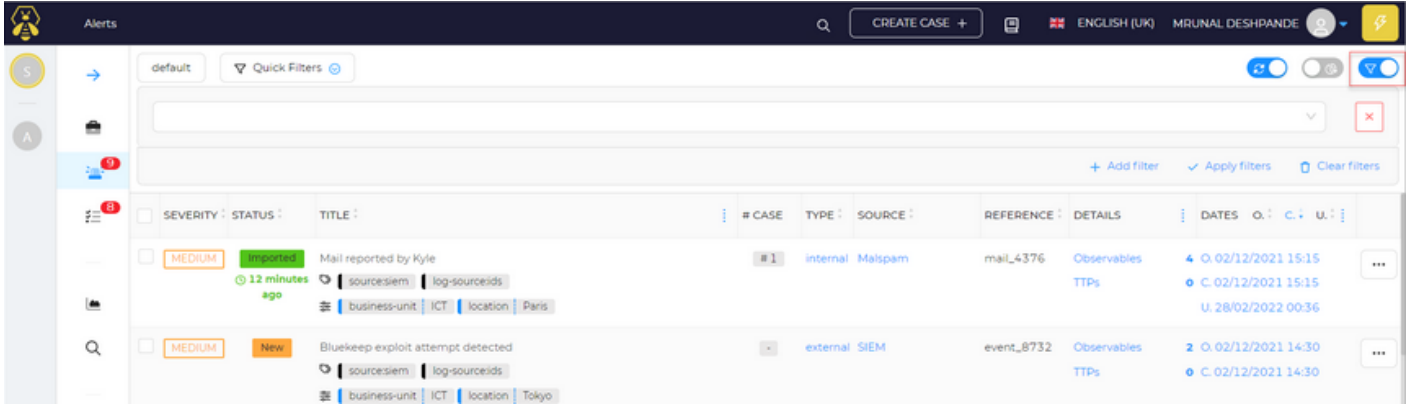 Alerts CREATE CASE + ENGLISH (UK) MRUNAL DESHPANDE
S default Quick Filters
A
9
+ Add filter Apply filters Clear filters
8
SEVERITY STATUS TITLE # CASE TYPE SOURCE REFERENCE DETAILS DATES O. C. U.
MEDIUM Imported Mail reported by Kyle # 1 internal Malspam mail_4376 Observables 4 O. 02/12/2021 15:15
12 minutes ago source:siem log-source:ids TTPs 0 C. 02/12/2021 15:15
business-unit ICT location Paris U. 28/02/2022 00:36
MEDIUM New Bluekeep exploit attempt detected - external SIEM event_8732 Observables 2 O. 02/12/2021 14:30
source:siem log-source:ids TTPs 0 C. 02/12/2021 14:30
business-unit ICT location Tokyo